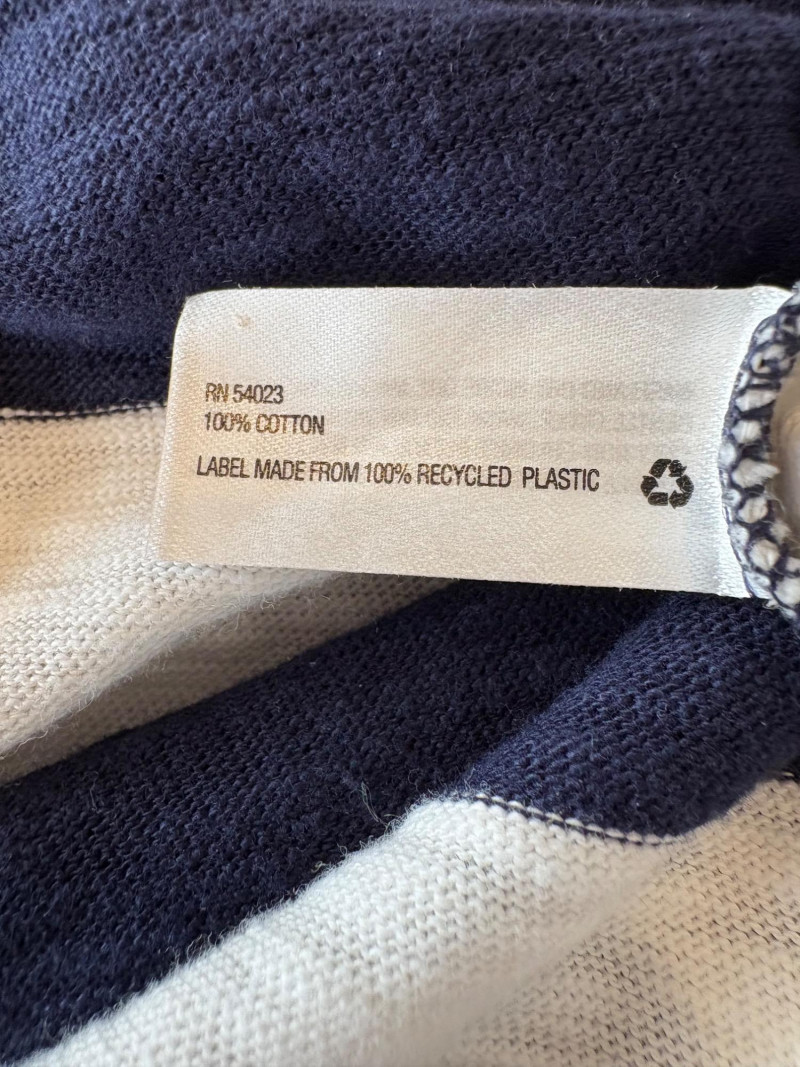 RN 54023
100% COTTON
LABEL MADE FROM 100% RECYCLED PLASTIC